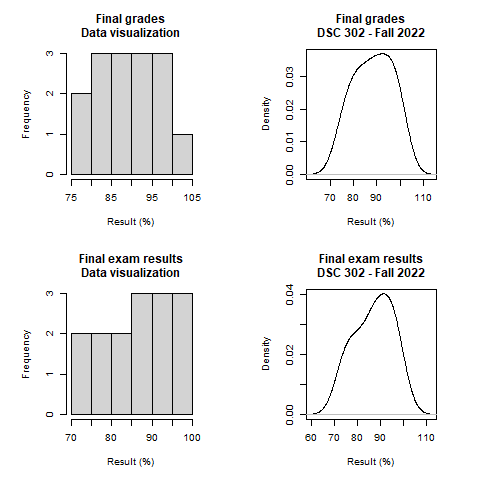 Final grades
Data visualization
Frequency
3
2
1
0
75
85
95
105
Result (%)
Final grades
DSC 302 - Fall 2022
Density
0.03
0.02
0.01
0.00
70
80
90
110
Result (%)
Final exam results
Data visualization
Frequency
3
2
1
0
70
80
90
100
Result (%)
Final exam results
DSC 302 - Fall 2022
Density
0.04
0.02
0.00
60
70
80
90
110
Result (%)